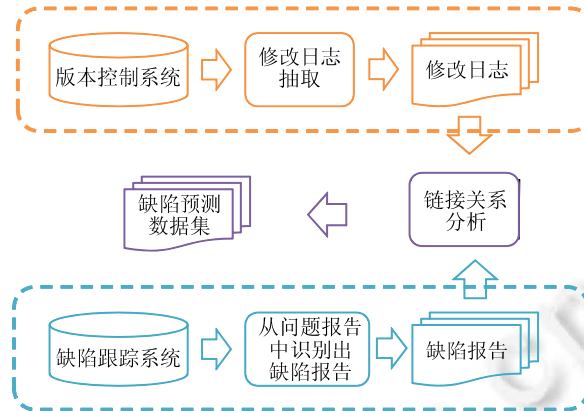 版本控制系统
修改日志
抽取
修改日志
缺陷预测
数据集
链接关系
分析
缺陷跟踪系统
从问题报告
中识别出
缺陷报告
缺陷报告